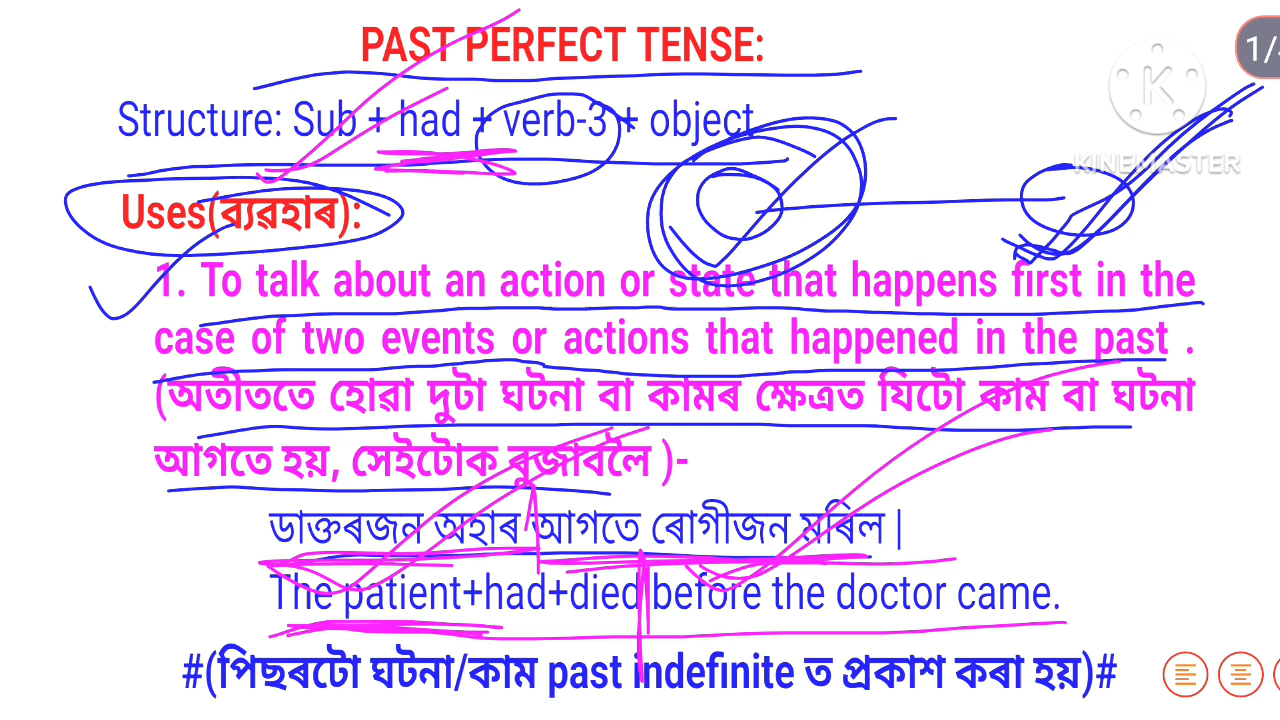 PAST PERFECT TENSE:
1/
Structure: Sub + had + verb-3 + object
KINEMASTER
Uses(ব্যৱহাৰ):
1. To talk about an action or state that happens first in the
case of two events or actions that happened in the past .
(অতীততে হোৱা দুটা ঘটনা বা কামৰ ক্ষেত্ৰত যিটো কাম বা ঘটনা
আগতে হয়, সেইটোক বুজাবলৈ )-
ডাক্তৰজন অহাৰ আগতে ৰোগীজন মৰিল |
The patient+had+died before the doctor came.
#(পিছৰটো ঘটনা/কাম past indefinite ত প্ৰকাশ কৰা হয়)#